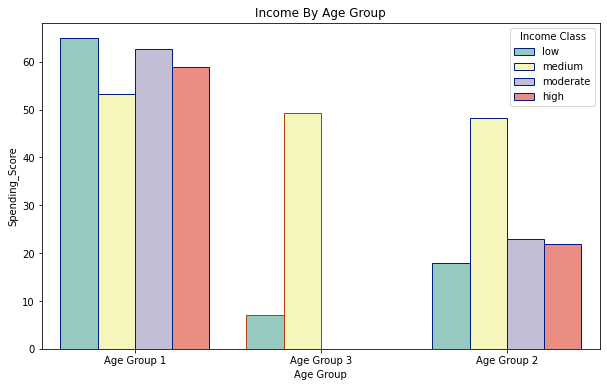 Income By Age Group
Income Class
low
medium
moderate
high
Spending_Score
60
50
40
30
20
10
0
Age Group 1
Age Group 3
Age Group 2
Age Group